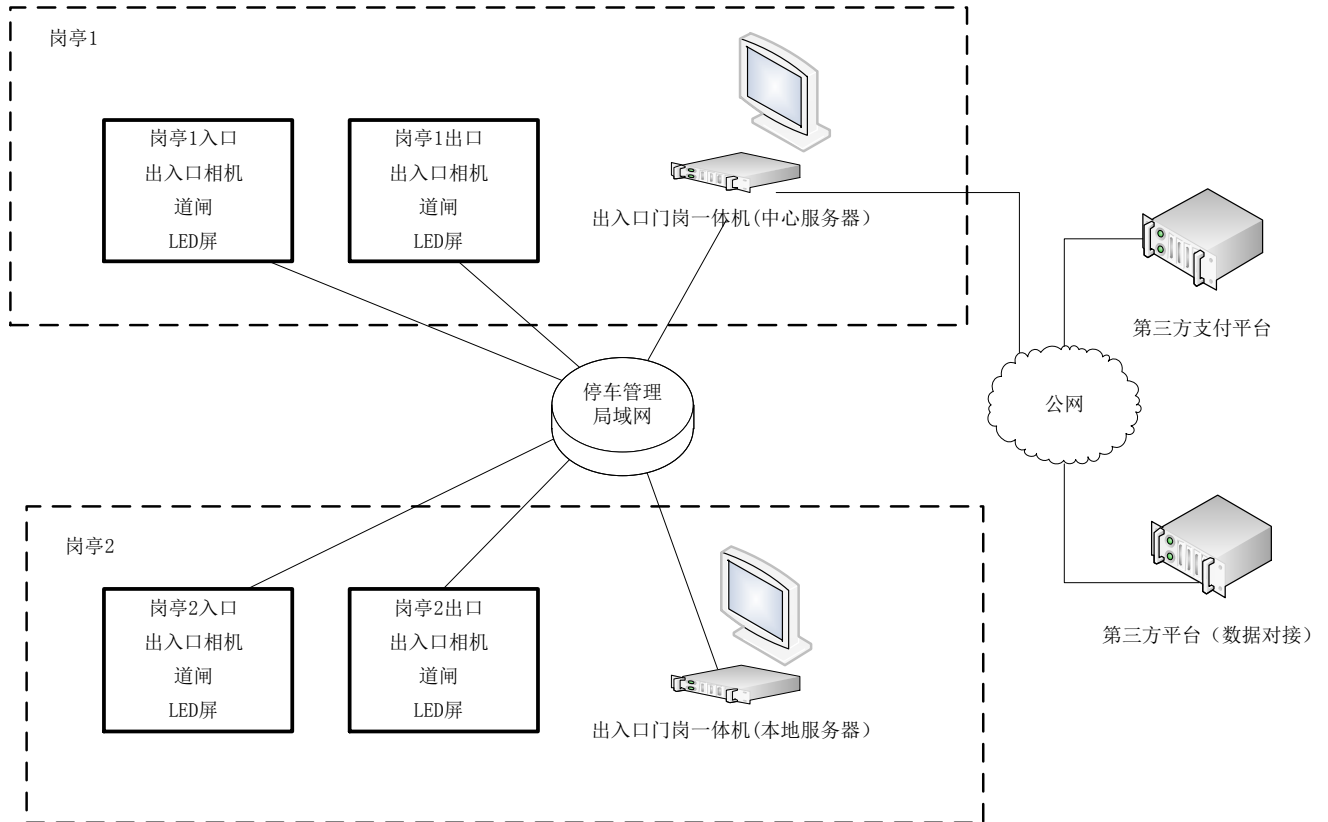 岗亭1
岗亭1入口
出入口相机
道闸
LED屏
岗亭1出口
出入口相机
道闸
LED屏
出入口门岗一体机(中心服务器)
第三方支付平台
停车管理
局域网
公网
岗亭2
岗亭2入口
出入口相机
道闸
LED屏
岗亭2出口
出入口相机
道闸
LED屏
出入口门岗一体机(本地服务器)
第三方平台（数据对接）